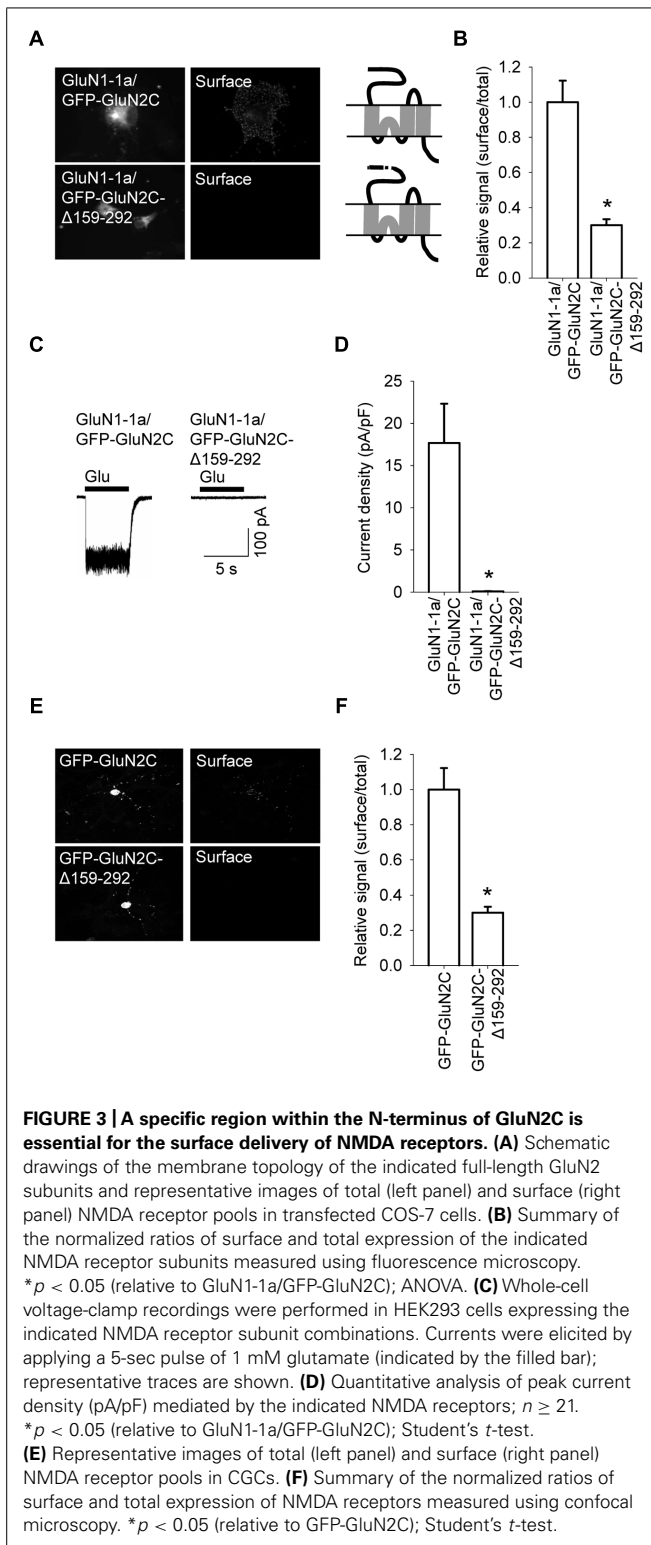 A
GluN1-1a/
GFP-GluN2C
Surface
GluN1-1a/
GFP-GluN2C-
Δ159-292
Surface
B
Relative signal (surface/total)
1.2
1.0
0.8
0.6
0.4
0.2
0.0
*
GluN1-1a/
GFP-GluN2C
GluN1-1a/
GFP-GluN2C-
Δ159-292
C
GluN1-1a/
GFP-GluN2C
Glu
GluN1-1a/
GFP-GluN2C-
Δ159-292
Glu
100 pA
5 s
D
Current density (pA/pF)
25
20
15
10
5
0
*
GluN1-1a/
GFP-GluN2C
GluN1-1a/
GFP-GluN2C-
Δ159-292
E
GFP-GluN2C
Surface
GFP-GluN2C-
Δ159-292
Surface
F
Relative signal (surface/total)
1.2
1.0
0.8
0.6
0.4
0.2
0.0
*
GFP-GluN2C
GFP-GluN2C-
Δ159-292
FIGURE 3 | A specific region within the N-terminus of GluN2C is
essential for the surface delivery of NMDA receptors. (A) Schematic
drawings of the membrane topology of the indicated full-length GluN2
subunits and representative images of total (left panel) and surface (right
panel) NMDA receptor pools in transfected COS-7 cells. (B) Summary of
the normalized ratios of surface and total expression of the indicated
NMDA receptor subunits measured using fluorescence microscopy.
*p < 0.05 (relative to GluN1-1a/GFP-GluN2C); ANOVA. (C) Whole-cell
voltage-clamp recordings were performed in HEK293 cells expressing the
indicated NMDA receptor subunit combinations. Currents were elicited by
applying a 5-sec pulse of 1 mM glutamate (indicated by the filled bar);
representative traces are shown. (D) Quantitative analysis of peak current
density (pA/pF) mediated by the indicated NMDA receptors; n ≥ 21.
*p < 0.05 (relative to GluN1-1a/GFP-GluN2C); Student's t-test.
(E) Representative images of total (left panel) and surface (right panel)
NMDA receptor pools in CGCs. (F) Summary of the normalized ratios of
surface and total expression of NMDA receptors measured using confocal
microscopy. *p < 0.05 (relative to GFP-GluN2C); Student's t-test.